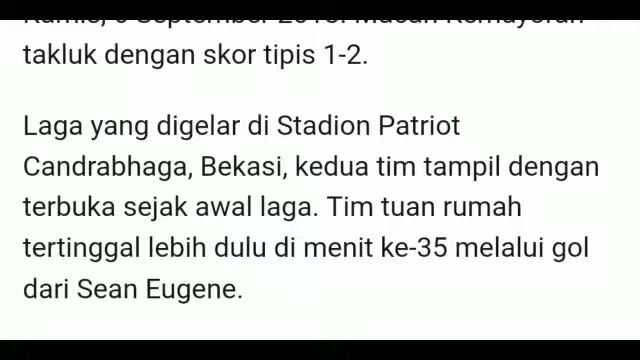 takluk dengan skor tipis 1-2.
Laga yang digelar di Stadion Patriot
Candrabhaga, Bekasi, kedua tim tampil dengan
terbuka sejak awal laga. Tim tuan rumah
tertinggal lebih dulu di menit ke-35 melalui gol
dari Sean Eugene.